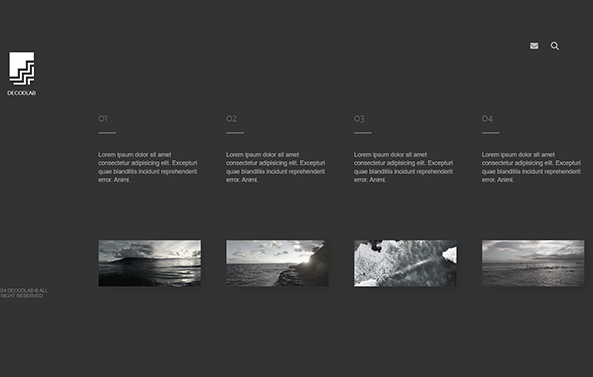 DECODLAB
01
Lorem ipsum dolor sit amet
consectetur adipisicing elit. Excepturi
quae blanditiis incidunt reprehenderit
error. Animi.
02
Lorem ipsum dolor sit amet
consectetur adipisicing elit. Excepturi
quae blanditiis incidunt reprehenderit
error. Animi.
03
Lorem ipsum dolor sit amet
consectetur adipisicing elit. Excepturi
quae blanditiis incidunt reprehenderit
error. Animi.
04
Lorem ipsum dolor sit amet
consectetur adipisicing elit. Excepturi
quae blanditiis incidunt reprehenderit
error. Animi.
DECODLAB ALL
RIGHT RESERVED